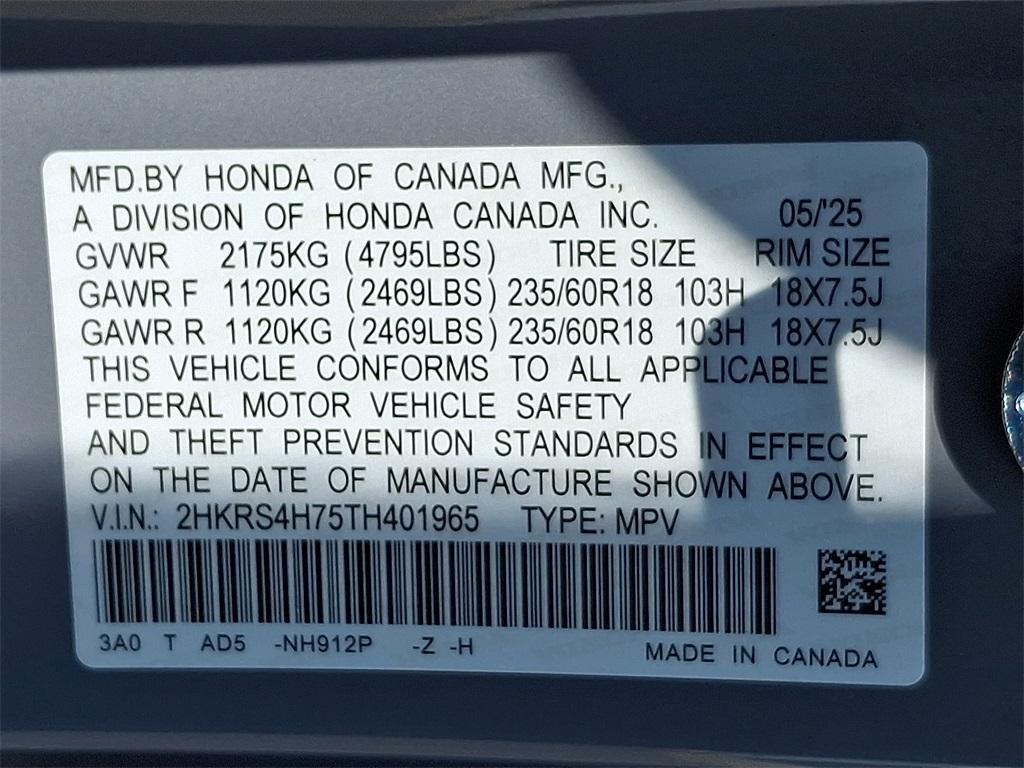 MFD.BY HONDA OF CANADA MFG.,
A DIVISION OF HONDA CANADA INC. 05/'25
GVWR 2175KG (4795LBS) TIRE SIZE RIM SIZE
GAWR F 1120KG (2469LBS) 235/60R18 103H 18X7.5J
GAWR R 1120KG (2469LBS) 235/60R18 103H 18X7.5J
THIS VEHICLE CONFORMS TO ALL APPLICABLE
FEDERAL MOTOR VEHICLE SAFETY
AND THEFT PREVENTION STANDARDS IN EFFECT
ON THE DATE OF MANUFACTURE SHOWN ABOVE.
V.I.N.: 2HKRS4H75TH401965 TYPE: MPV
3A0 T AD5 -NH912P -Z -H MADE IN CANADA